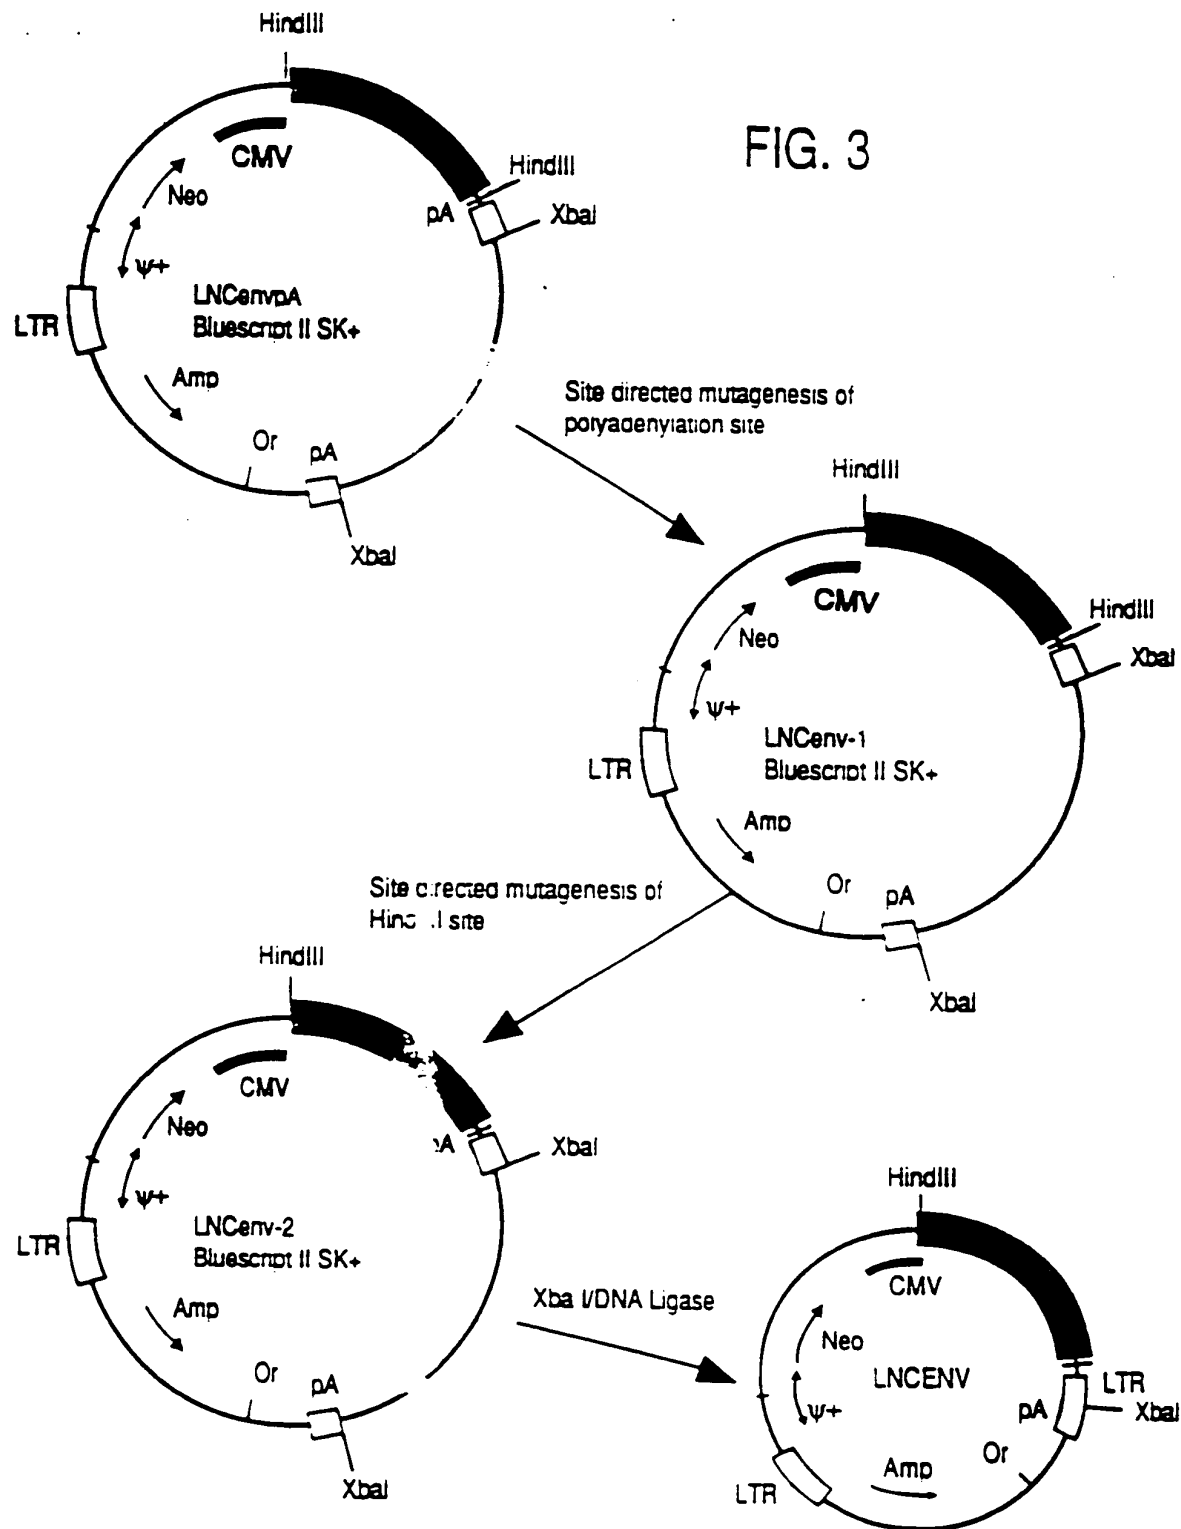 HindIII
FIG. 3
CMV
HindIII
Neo
pA
XbaI
Ψ+
LNCenvpA
LTR
Bluescript II SK+
Amp
Site directed mutagenesis of
polyadenylation site
Or
pA
HindIII
XbaI
CMV
HindIII
Neo
XbaI
Ψ+
LNCenv-1
LTR
Bluescript II SK+
Amp
Site directed mutagenesis of
site
Or
pA
HindIII
XbaI
CMV
Neo
XbaI
HindIII
Ψ+
LNCenv-2
LTR
Bluescript II SK+
CMV
Xba I/DNA Ligase
Amp
Neo
LNCENV
LTR
Or
pA
Ψ+
pA
XbaI
Or
XbaI
LTR
Amp